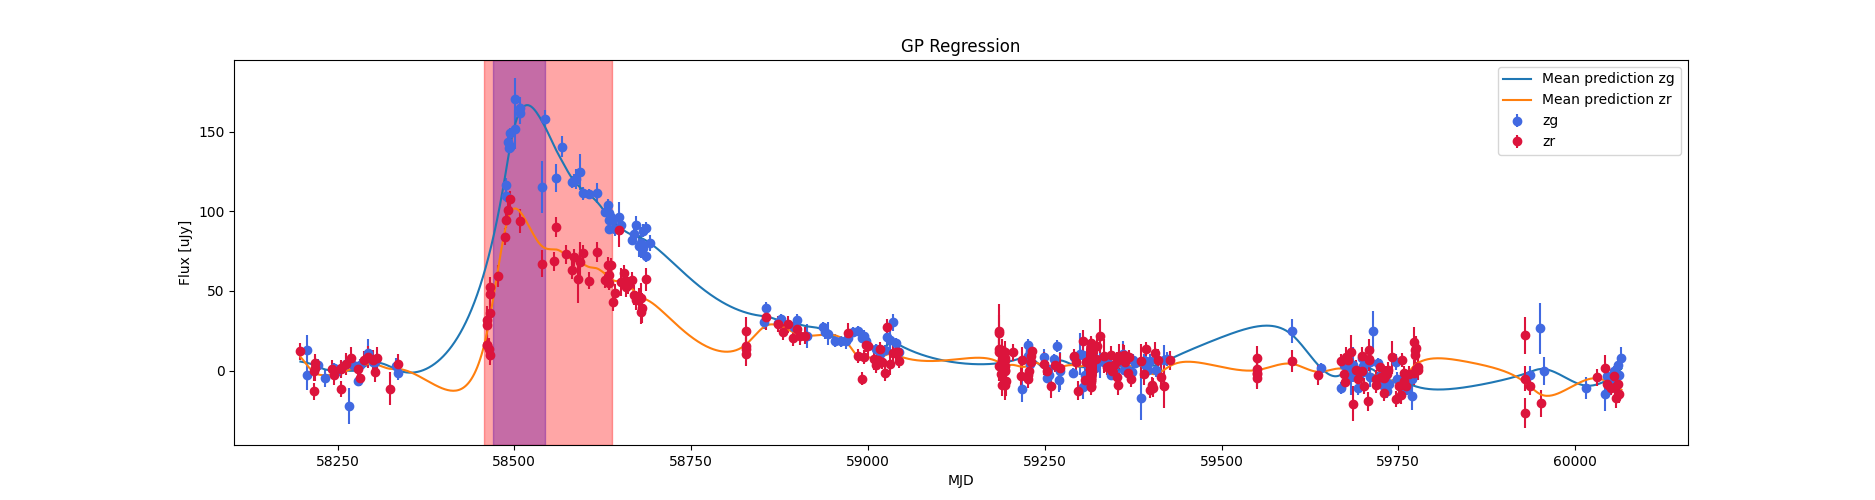 GP Regression
Mean prediction zg
Mean prediction zr
zg
zr
Flux [uJy]
150
100
50
0
58250
58500
58750
59000
59250
59500
59750
60000
MJD